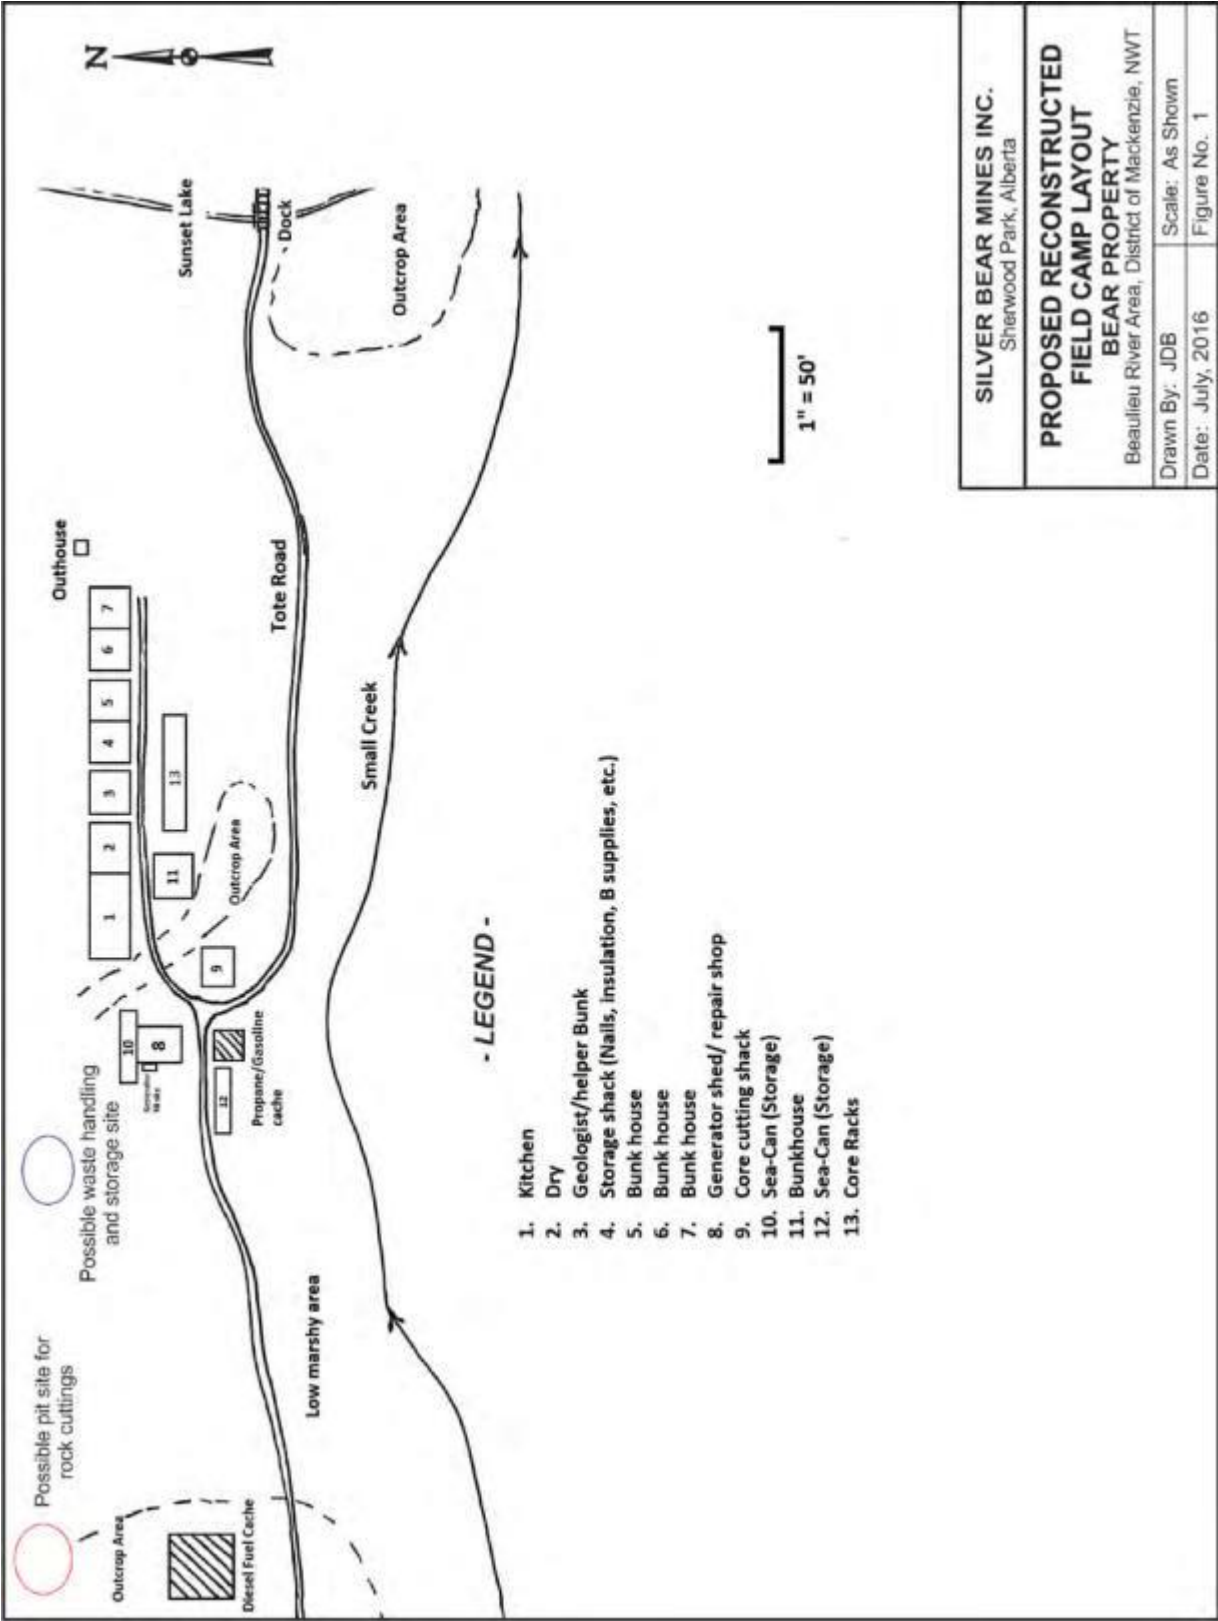 Possible pit site for
rock cuttings
Possible waste handling
and storage site
Outhouse
N
Outcrop Area
1
2
3
4
5
6
7
10
8
11
13
Sunset Lake
9
12
Outcrop Area
Diesel Fuel Cache
Propane/Gasoline
cache
Tote Road
Dock
Low marshy area
Small Creek
Outcrop Area
- LEGEND -
1. Kitchen
2. Dry
3. Geologist/helper Bunk
4. Storage shack (Nails, insulation, B supplies, etc.)
5. Bunk house
6. Bunk house
7. Bunk house
8. Generator shed/ repair shop
9. Core cutting shack
10. Sea-Can (Storage)
11. Bunkhouse
12. Sea-Can (Storage)
13. Core Racks
1" = 50'
SILVER BEAR MINES INC.
Sherwood Park, Alberta
PROPOSED RECONSTRUCTED
FIELD CAMP LAYOUT
BEAR PROPERTY
Beaulieu River Area, District of Mackenzie, NWT
Drawn By: JDB
Scale: As Shown
Date: July, 2016
Figure No. 1